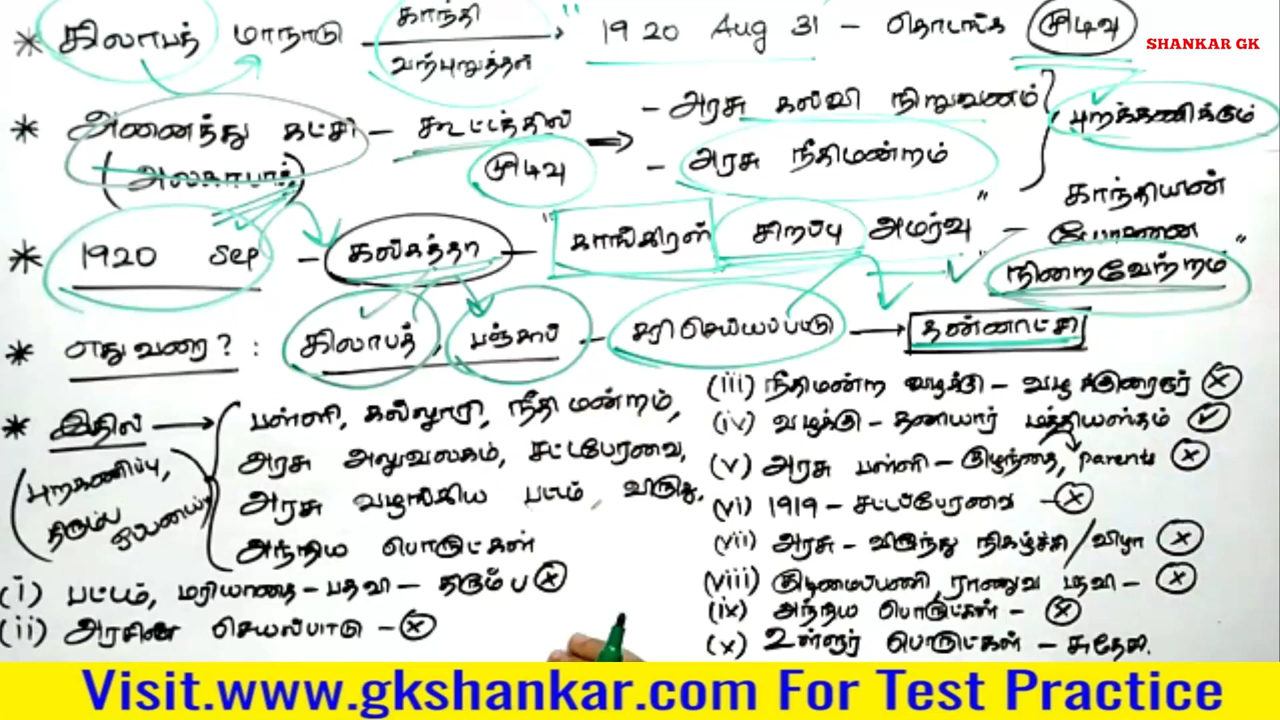 * கிலாபத் மாநாடு காந்தி வற்புறுத்தல் → "1920 Aug 31 - தொடங்க முடிவு
SHANKAR GK
* அனைத்து கட்சி - கூட்டத்தில் ⇒ - அரசு கல்வி நிறுவனம்
(அலகாபாத்) முடிவு - அரசு நீதிமன்றம்
புறக்கணிக்கும்
* 1920 Sep - கல்கத்தா - "காங்கிரஸ் சிறப்பு அமர்வு" - காந்தியின்
நிறைவேற்றம்"
* எதுவரை? : கிலாபத், பஞ்சாப் - சரிசெய்யப்பட்டு → தன்னாட்சி
* இதில் → பள்ளி, கல்லூரி, நீதிமன்றம்,
அரசு அலுவலகம், சட்டபேரவை,
அரசு வழங்கிய பட்டம், விருது,
அந்நிய பொருட்கள்
(புறகணிப்பு,
திரும்ப
(i) பட்டம், மரியாதை - பதவி - திரும்ப ⓧ
(ii) அரசின் செயல்பாடு - ⓧ
(iii) நீதிமன்ற வழக்கு - வழக்குரைஞர் ⓧ
(iv) வழக்கு - தனியார் மத்தியஸ்தம் ✓
(v) அரசு பள்ளி - குழந்தை, Parents ⓧ
(vi) 1919 - சட்டப்பேரவை - ⓧ
(vii) அரசு - விருந்து நிகழ்ச்சி / விழா ⓧ
(viii) குடிமைப்பணி, ராணுவ பதவி - ⓧ
(ix) அந்நிய பொருட்கள் - ⓧ
(x) உள்ளூர் பொருட்கள் - சுதேசி.
Visit.www.gkshankar.com For Test Practice